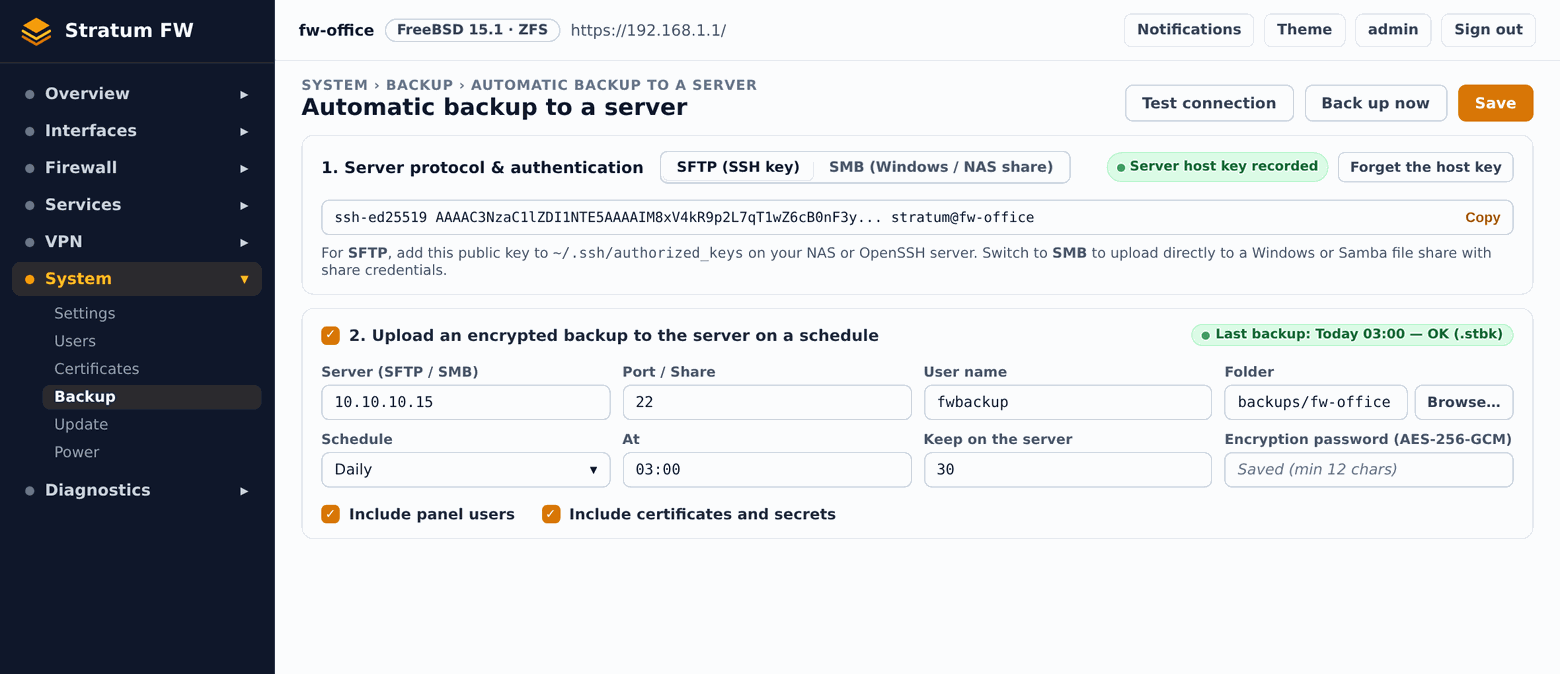 Stratum FW
fw-office
FreeBSD 15.1 · ZFS
https://192.168.1.1/
Notifications
Theme
admin
Sign out
Overview
Interfaces
Firewall
Services
VPN
System
Settings
Users
Certificates
Backup
Update
Power
Diagnostics
SYSTEM › BACKUP › AUTOMATIC BACKUP TO A SERVER
Automatic backup to a server
Test connection
Back up now
Save
1. Server protocol & authentication
SFTP (SSH key)
SMB (Windows / NAS share)
Server host key recorded
Forget the host key
ssh-ed25519 AAAAC3NzaC1lZDI1NTE5AAAAIM8xV4kR9p2L7qT1wZ6cB0nF3y... stratum@fw-office
Copy
For SFTP, add this public key to ~/.ssh/authorized_keys on your NAS or OpenSSH server. Switch to SMB to upload directly to a Windows or Samba file share with
share credentials.
2. Upload an encrypted backup to the server on a schedule
Last backup: Today 03:00 — OK (.stbk)
Server (SFTP / SMB)
Port / Share
User name
Folder
10.10.10.15
22
fwbackup
backups/fw-office
Browse...
Schedule
At
Keep on the server
Encryption password (AES-256-GCM)
Daily
03:00
30
Saved (min 12 chars)
Include panel users
Include certificates and secrets